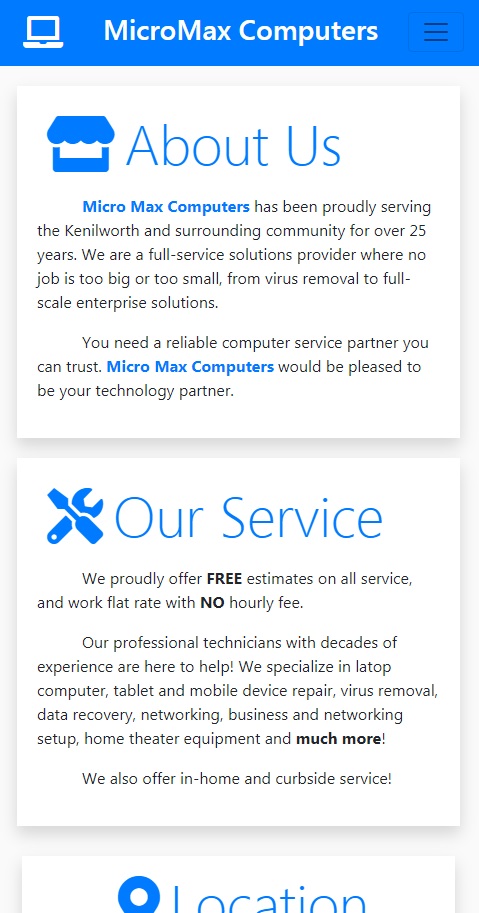 MicroMax Computers
About Us
Micro Max Computers has been proudly serving
the Kenilworth and surrounding community for over 25
years. We are a full-service solutions provider where no
job is too big or too small, from virus removal to full-
scale enterprise solutions.
You need a reliable computer service partner you
can trust. Micro Max Computers would be pleased to
be your technology partner.
Our Service
We proudly offer FREE estimates on all service,
and work flat rate with NO hourly fee.
Our professional technicians with decades of
experience are here to help! We specialize in latop
computer, tablet and mobile device repair, virus removal,
data recovery, networking, business and networking
setup, home theater equipment and much more!
We also offer in-home and curbside service!
Location